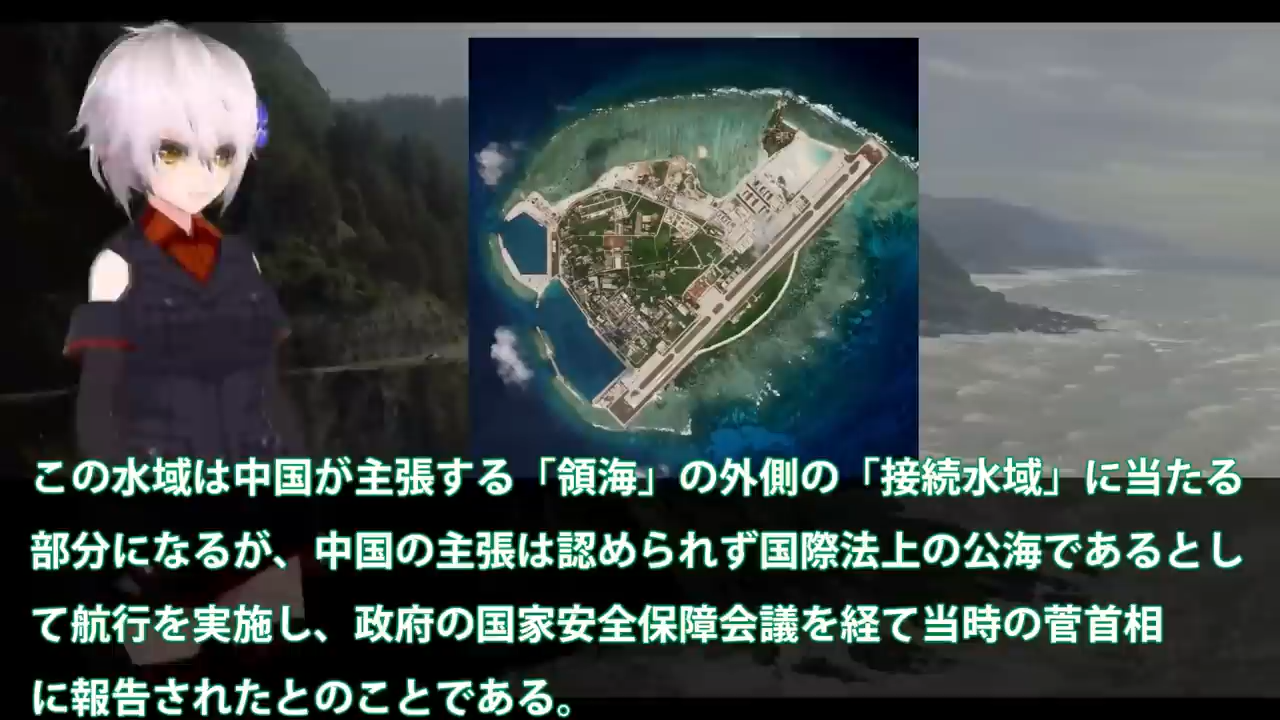 この水域は中国が主張する「領海」の外側の「接続水域」に当たる
部分になるが、中国の主張は認められず国際法上の公海であるとし
て航行を実施し、政府の国家安全保障会議を経て当時の菅首相
に報告されたとのことである。